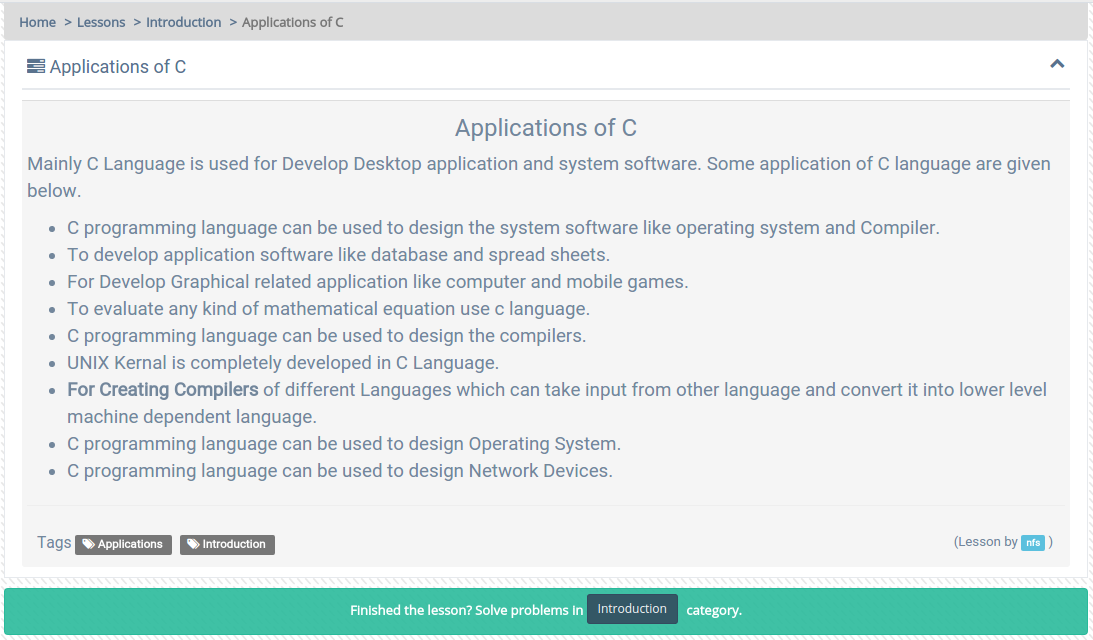 Home > Lessons > Introduction > Applications of C
Applications of C
Applications of C
Mainly C Language is used for Develop Desktop application and system software. Some application of C language are given
below.
• C programming language can be used to design the system software like operating system and Compiler.
• To develop application software like database and spread sheets.
• For Develop Graphical related application like computer and mobile games.
• To evaluate any kind of mathematical equation use c language.
• C programming language can be used to design the compilers.
• UNIX Kernal is completely developed in C Language.
• For Creating Compilers of different Languages which can take input from other language and convert it into lower level
machine dependent language.
• C programming language can be used to design Operating System.
• C programming language can be used to design Network Devices.
Tags Applications Introduction (Lesson by nfs )
Finished the lesson? Solve problems in Introduction category.